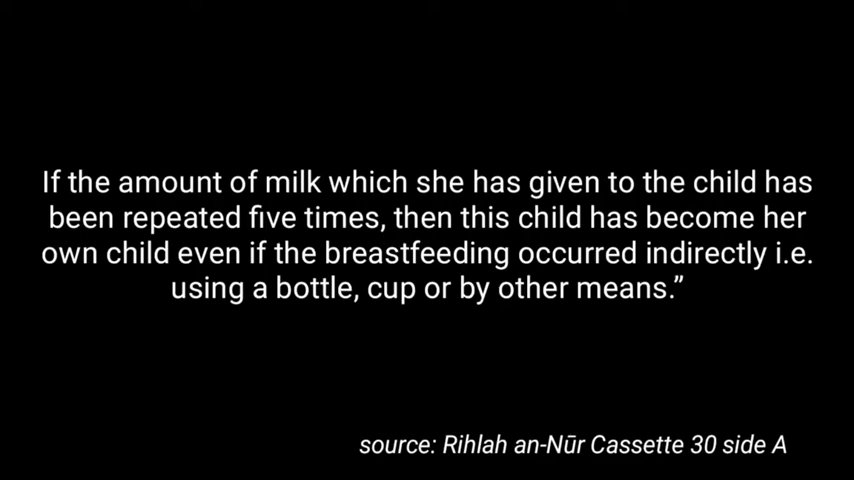 If the amount of milk which she has given to the child has
been repeated five times, then this child has become her
own child even if the breastfeeding occurred indirectly i.e.
using a bottle, cup or by other means.”
source: Rihlah an-Nūr Cassette 30 side A